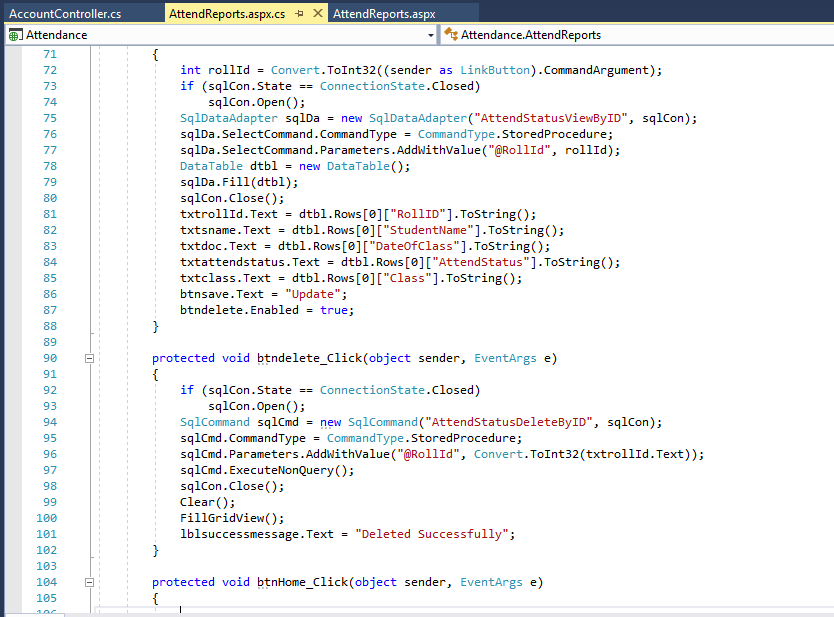 AccountController.cs AttendReports.aspx.cs AttendReports.aspx
Attendance Attendance.AttendReports
71 {
72 int rollId = Convert.ToInt32((sender as LinkButton).CommandArgument);
73 if (sqlCon.State == ConnectionState.Closed)
74 sqlCon.Open();
75 SqlDataAdapter sqlDa = new SqlDataAdapter("AttendStatusViewByID", sqlCon);
76 sqlDa.SelectCommand.CommandType = CommandType.StoredProcedure;
77 sqlDa.SelectCommand.Parameters.AddWithValue("@RollId", rollId);
78 DataTable dtbl = new DataTable();
79 sqlDa.Fill(dtbl);
80 sqlCon.Close();
81 txtrollId.Text = dtbl.Rows[0]["RollID"].ToString();
82 txtsname.Text = dtbl.Rows[0]["StudentName"].ToString();
83 txtdoc.Text = dtbl.Rows[0]["DateOfClass"].ToString();
84 txtattendstatus.Text = dtbl.Rows[0]["AttendStatus"].ToString();
85 txtclass.Text = dtbl.Rows[0]["Class"].ToString();
86 btnsave.Text = "Update";
87 btndelete.Enabled = true;
88 }
89
90 protected void btndelete_Click(object sender, EventArgs e)
91 {
92 if (sqlCon.State == ConnectionState.Closed)
93 sqlCon.Open();
94 SqlCommand sqlCmd = new SqlCommand("AttendStatusDeleteByID", sqlCon);
95 sqlCmd.CommandType = CommandType.StoredProcedure;
96 sqlCmd.Parameters.AddWithValue("@RollId", Convert.ToInt32(txtrollId.Text));
97 sqlCmd.ExecuteNonQuery();
98 sqlCon.Close();
99 Clear();
100 FillGridView();
101 lblsuccessmessage.Text = "Deleted Successfully";
102 }
103
104 protected void btnHome_Click(object sender, EventArgs e)
105 {
106